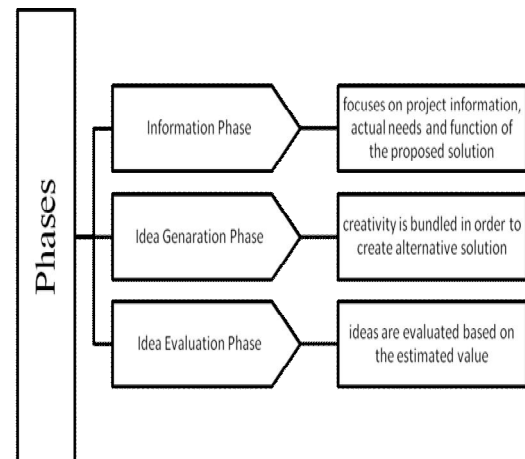 Phases
Information Phase
focuses on project information,
actual needs and function of
the proposed solution
Idea Genaration Phase
creativity is bundled in order to
create alternative solution
Idea Evaluation Phase
ideas are evaluated based on
the estimated value